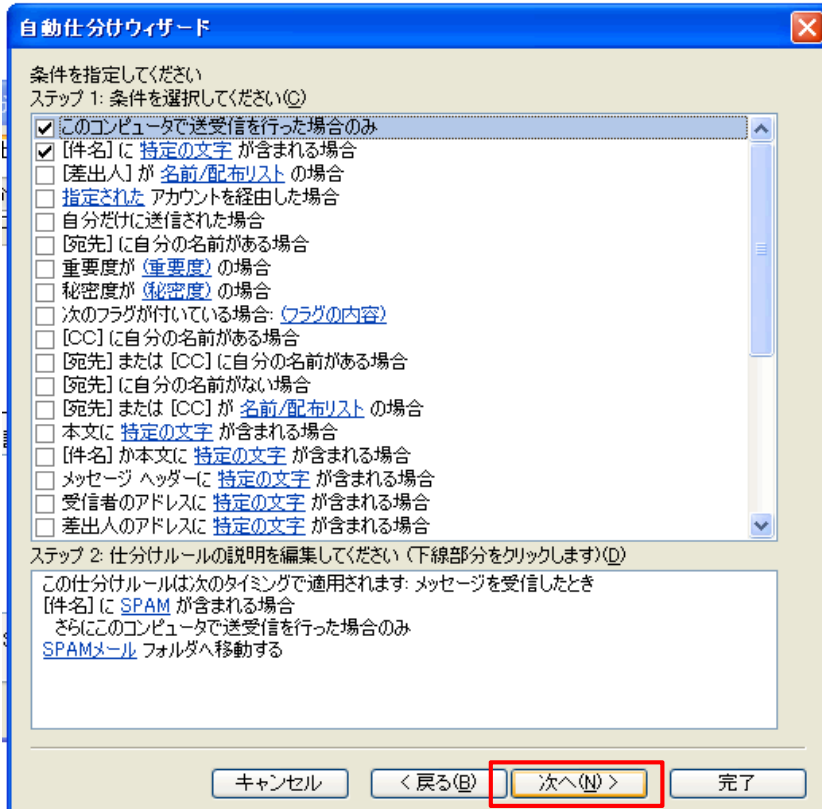 自動仕分けウィザード
条件を指定してください
ステップ 1: 条件を選択してください(C)
このコンピュータで送受信を行った場合のみ
[件名] に 特定の文字 が含まれる場合
[差出人] が 名前/配布リスト の場合
指定された アカウントを経由した場合
自分だけに送信された場合
[宛先] に自分の名前がある場合
重要度が (重要度) の場合
秘密度が (秘密度) の場合
次のフラグが付いている場合: (フラグの内容)
[CC] に自分の名前がある場合
[宛先] または [CC] に自分の名前がある場合
[宛先] に自分の名前がない場合
[宛先] または [CC] が 名前/配布リスト の場合
本文に 特定の文字 が含まれる場合
[件名] か本文に 特定の文字 が含まれる場合
メッセージ ヘッダーに 特定の文字 が含まれる場合
受信者のアドレスに 特定の文字 が含まれる場合
差出人のアドレスに 特定の文字 が含まれる場合
ステップ 2: 仕分けルールの説明を編集してください (下線部分をクリックします)(D)
この仕分けルールは次のタイミングで適用されます: メッセージを受信したとき
[件名] に SPAM が含まれる場合
さらにこのコンピュータで送受信を行った場合のみ
SPAMメール フォルダへ移動する
キャンセル < 戻る(B) 次へ(N) > 完了